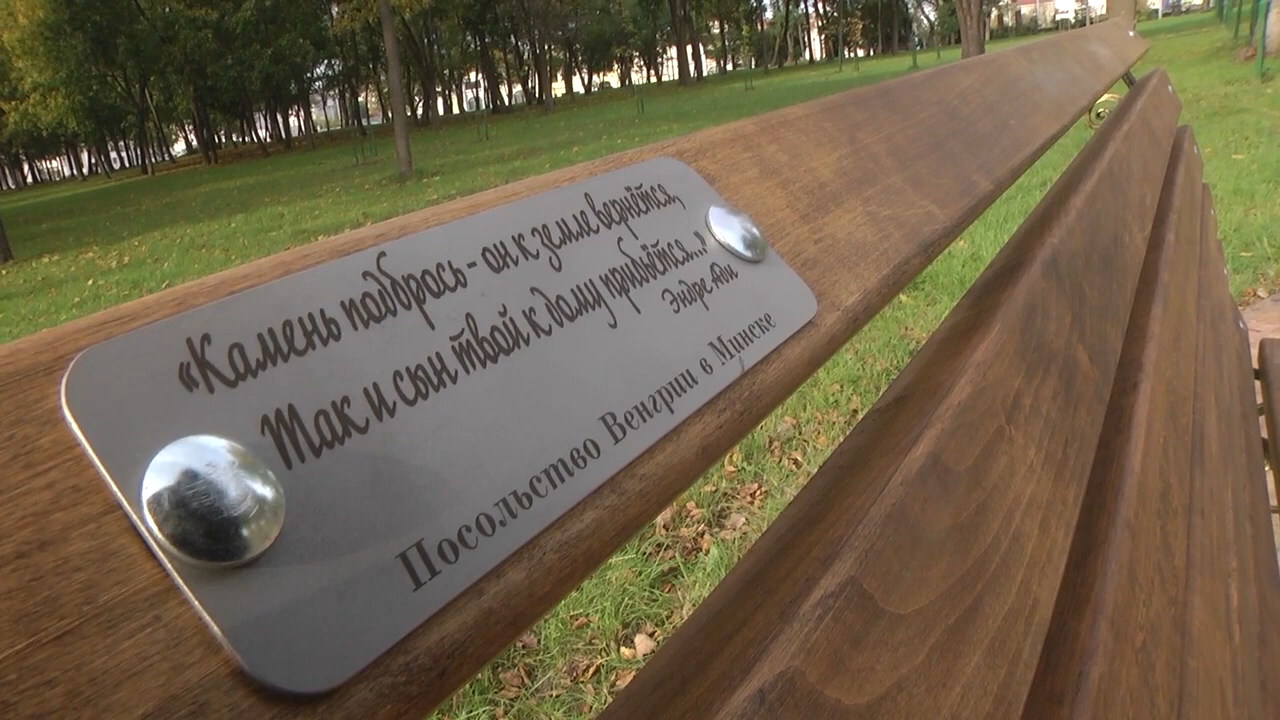 «Камень подбрось - он к земле вернётся,
Так и сын твой к дому прибьётся...»
Эндре Ади
Посольство Венгрии в Минске